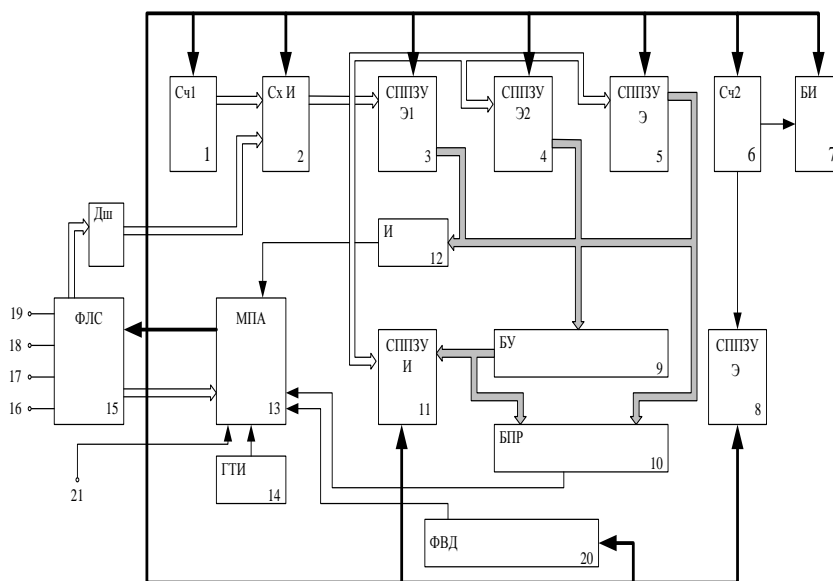 Сч1
1
Сх И
2
СППЗУ
Э1
3
СППЗУ
Э2
4
СППЗУ
Э
5
Сч2
6
БИ
7
Дш
И
12
19
18
17
16
ФЛС
15
МПА
13
СППЗУ
И
11
БУ
9
СППЗУ
Э
8
БПР
10
21
ГТИ
14
ФВД
20